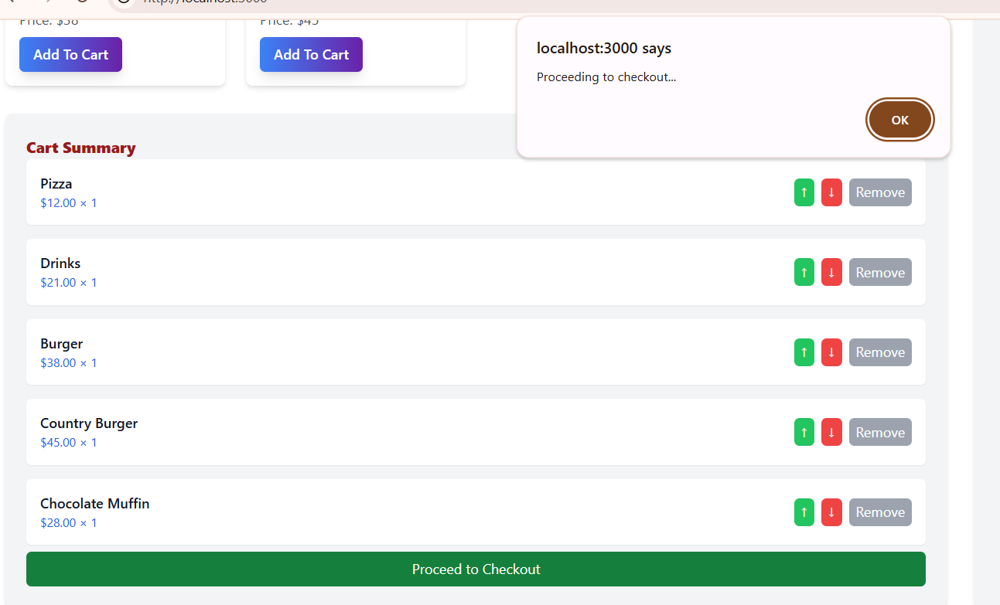 http://localhost:3000
Price: $38
Price: $45
Add To Cart
Add To Cart
localhost:3000 says
Proceeding to checkout...
OK
Cart Summary
Pizza
$12.00 × 1
↑ ↓ Remove
Drinks
$21.00 × 1
↑ ↓ Remove
Burger
$38.00 × 1
↑ ↓ Remove
Country Burger
$45.00 × 1
↑ ↓ Remove
Chocolate Muffin
$28.00 × 1
↑ ↓ Remove
Proceed to Checkout